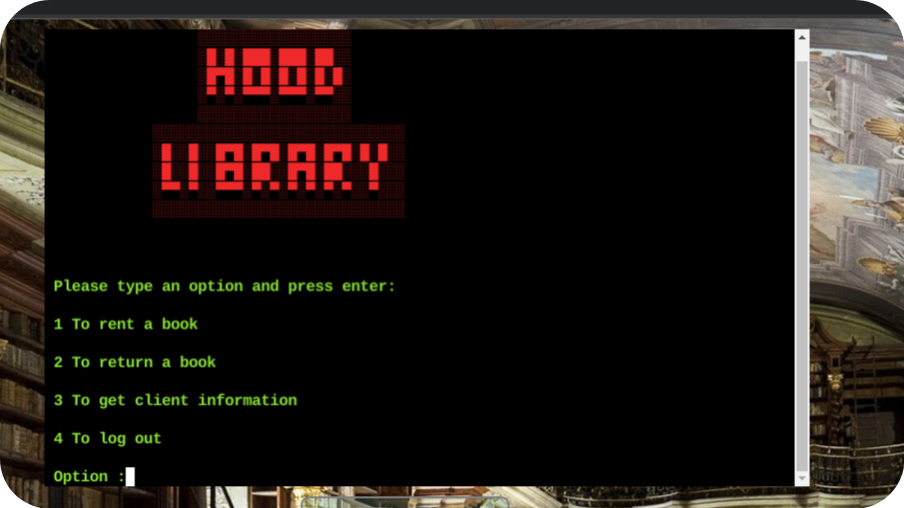 HOOD
LIBRARY
Please type an option and press enter:
1 To rent a book
2 To return a book
3 To get client information
4 To log out
Option :